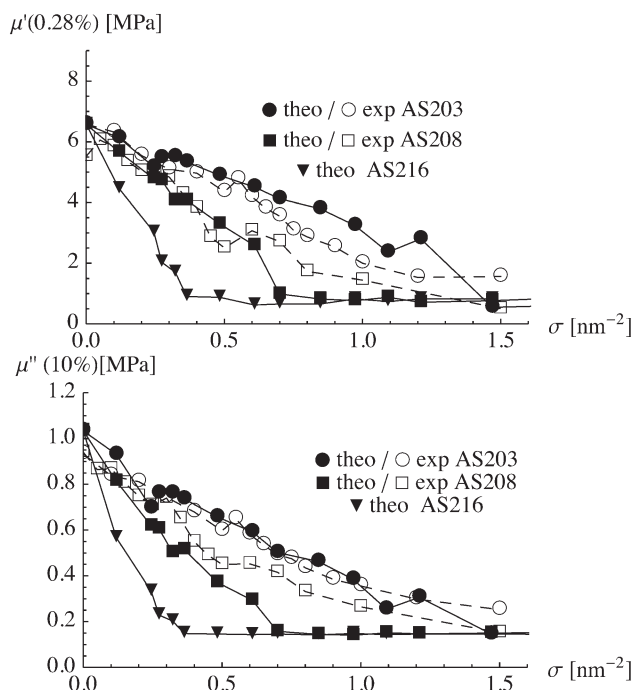 μ'(0.28%) [MPa]
8
6
4
2
0
theo / exp AS203
theo / exp AS208
theo AS216
0.5
1.0
1.5
σ [nm⁻²]
μ'' (10%)[MPa]
1.2
1.0
0.8
0.6
0.4
0.2
0.0
theo / exp AS203
theo / exp AS208
theo AS216
0.0
0.5
1.0
1.5
σ [nm⁻²]